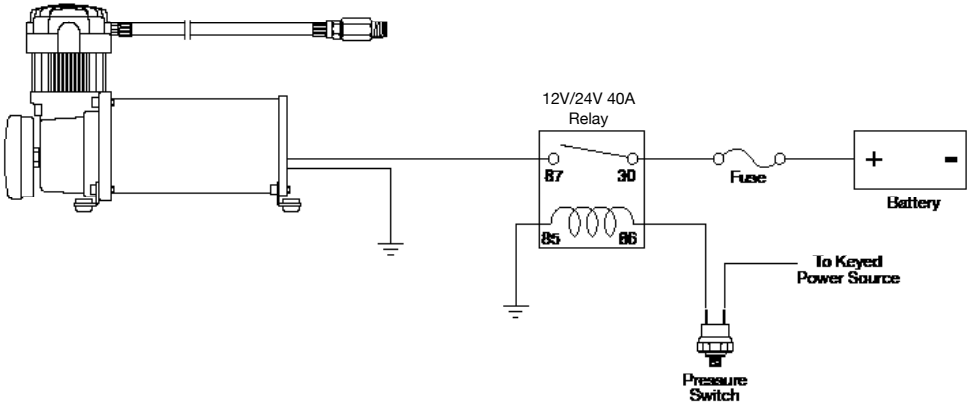 12V/24V 40A
Relay
87
30
Fuse
+
-
Battery
85
86
To Keyed
Power Source
Pressure
Switch